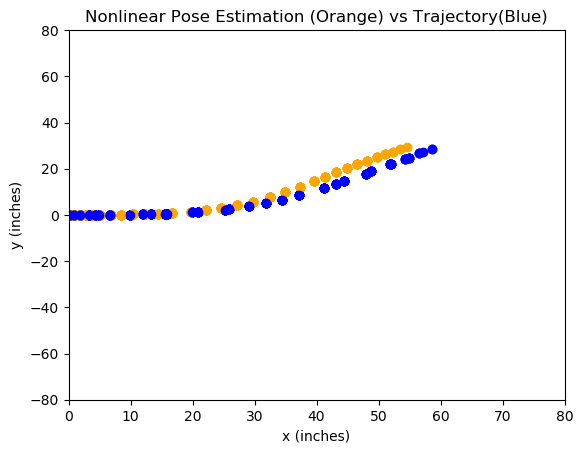 Nonlinear Pose Estimation (Orange) vs Trajectory(Blue)
80
60
40
20
0
−20
−40
−60
−80
y (inches)
0 10 20 30 40 50 60 70 80
x (inches)